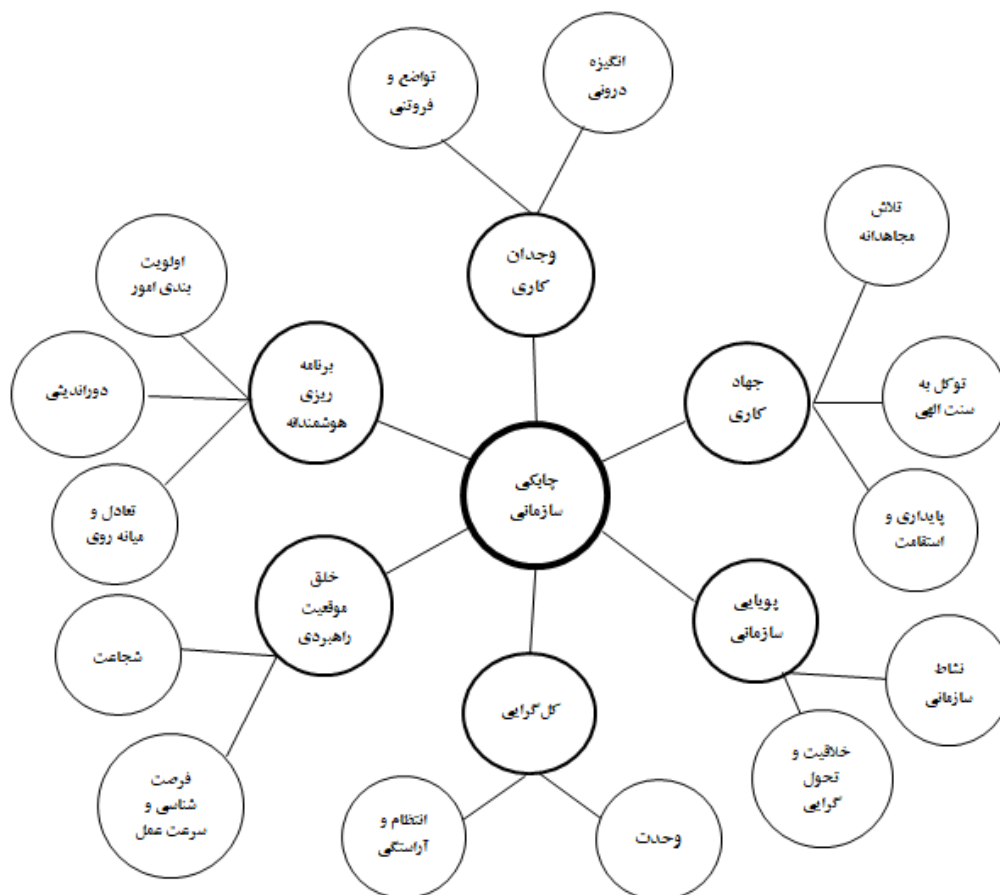 انگیزه
درونی
تواضع و
فروتنی
تلاش
مجاهدانه
وجدان
کاری
اولویت
بندی امور
برنامه
ریزی
هوشمندانه
جهاد
کاری
توکل به
سنت الهی
دوراندیشی
چابکی
سازمانی
تعادل و
میانه روی
پایداری و
استقامت
خلق
موقعیت
راهبردی
پویایی
سازمانی
شجاعت
نشاط
سازمانی
کل‌گرایی
خلاقیت و
تحول
گرایی
فرصت
شناسی و
سرعت عمل
انتظام و
آراستگی
وحدت